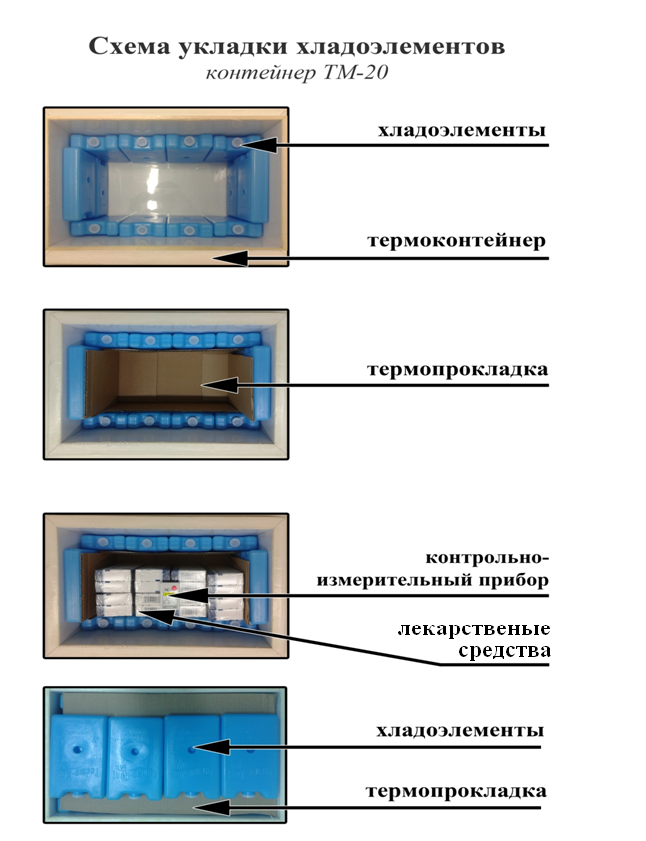 Схема укладки хладоэлементов
контейнер ТМ-20
хладоэлементы
термоконтейнер
термопрокладка
контрольно-
измерительный прибор
лекарственые
средства
хладоэлементы
термопрокладка